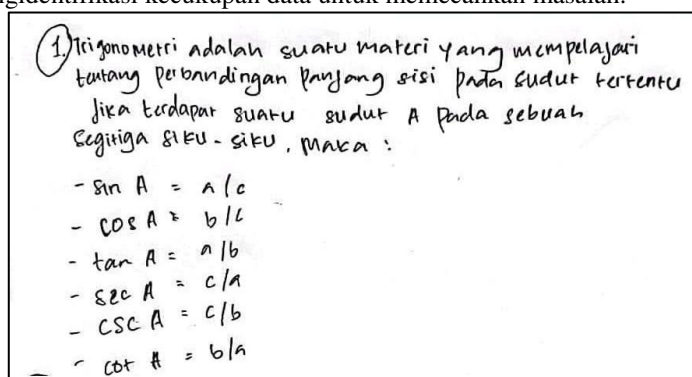 gidentifikasi kecukupan data untuk memecahkan masalah.
1. Trigonometri adalah suatu materi yang mempelajari
tentang perbandingan panjang sisi pada sudut tertentu
Jika terdapat suatu sudut A pada sebuah
segitiga siku-siku, maka :
- sin A = a/c
- cos A = b/c
- tan A = a/b
- sec A = c/a
- csc A = c/b
- cot A = b/a